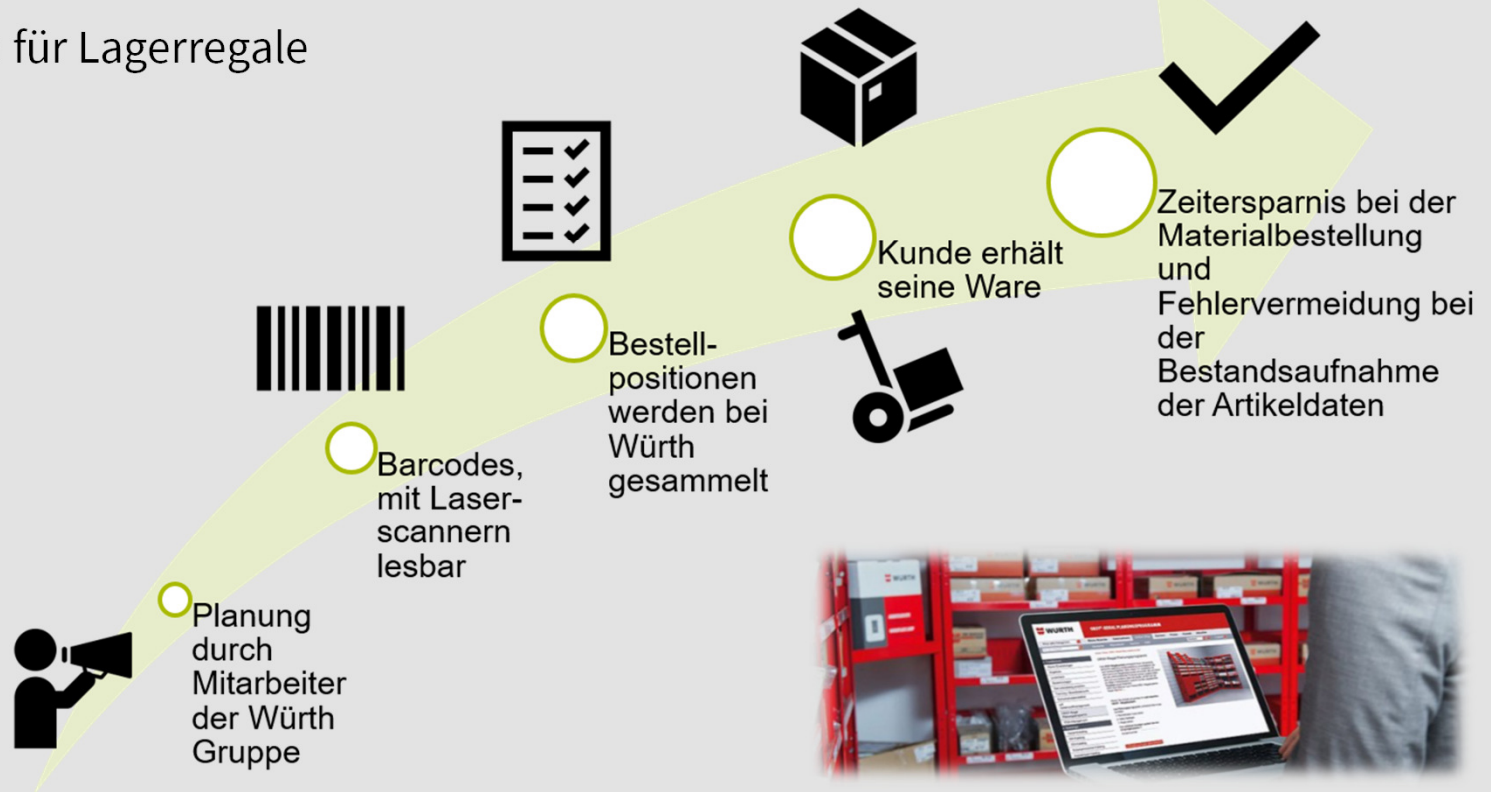 für Lagerregale
Planung
durch
Mitarbeiter
der Würth
Gruppe
Barcodes,
mit Laser-
scannern
lesbar
Bestell-
positionen
werden bei
Würth
gesammelt
Kunde erhält
seine Ware
Zeitersparnis bei der
Materialbestellung
und
Fehlervermeidung bei
der
Bestandsaufnahme
der Artikeldaten
WURTH
WÜRTH